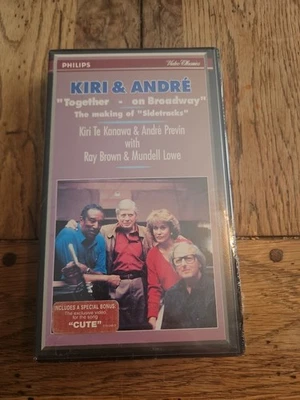 PHILIPS
Video Classics
KIRI & ANDRÉ
"Together - on Broadway"
The making of "Sidetracks"
Kiri Te Kanawa & André Previn
with
Ray Brown & Mundell Lowe
INCLUDES A SPECIAL BONUS
The exclusive video
for the song
"CUTE"